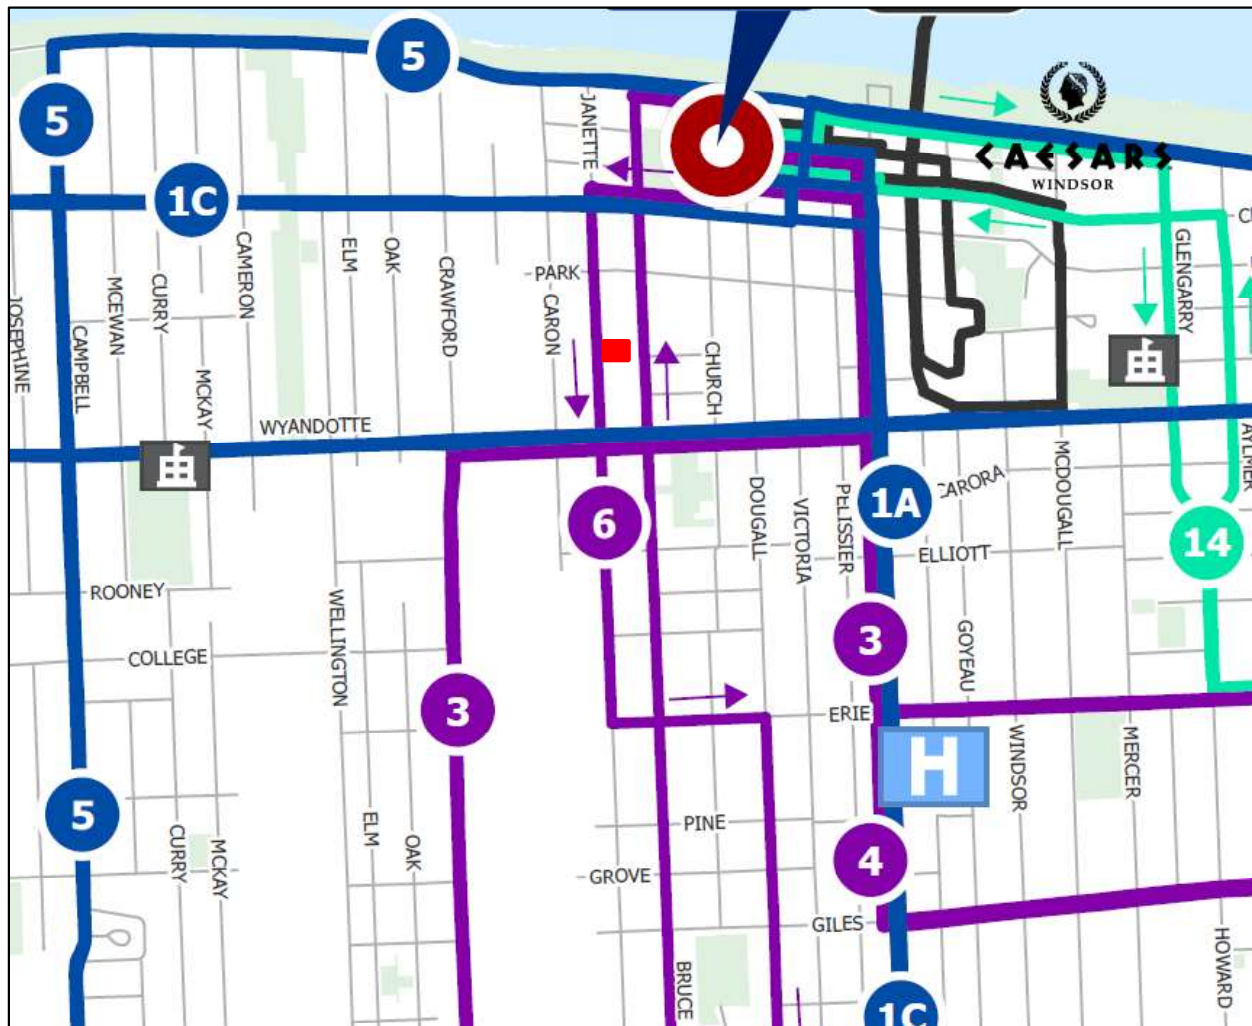 5
5
1C
JANETTE
CAESARS
WINDSOR
CAMERON
ELM
OAK
CRAWFORD
PARK
CARON
CHURCH
GLENGARRY
JOSEPHINE
MCEWAN
CURRY
CAMPBELL
MCKAY
WYANDOTTE
AYLMER
6
DOUGALL
VICTORIA
PELISSIER
1A
CARORA
MCDOUGALL
14
ELLIOTT
ROONEY
WELLINGTON
COLLEGE
3
3
GOYEAU
ERIE
H
WINDSOR
MERCER
5
CURRY
MCKAY
ELM
OAK
PINE
GROVE
4
GILES
BRUCE
HOWARD
1C